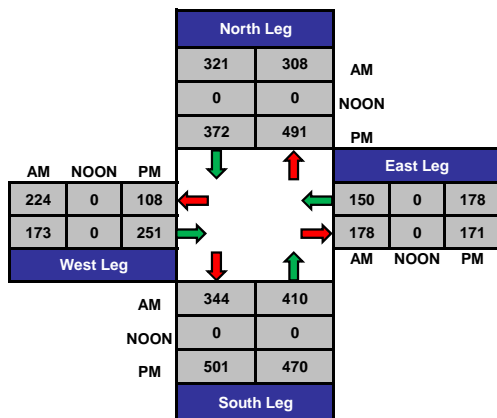 North Leg
321 308 AM
0 0 NOON
372 491 PM
AM NOON PM East Leg
224 0 108 150 0 178
173 0 251 178 0 171
West Leg AM NOON PM
AM 344 410
NOON 0 0
PM 501 470
South Leg